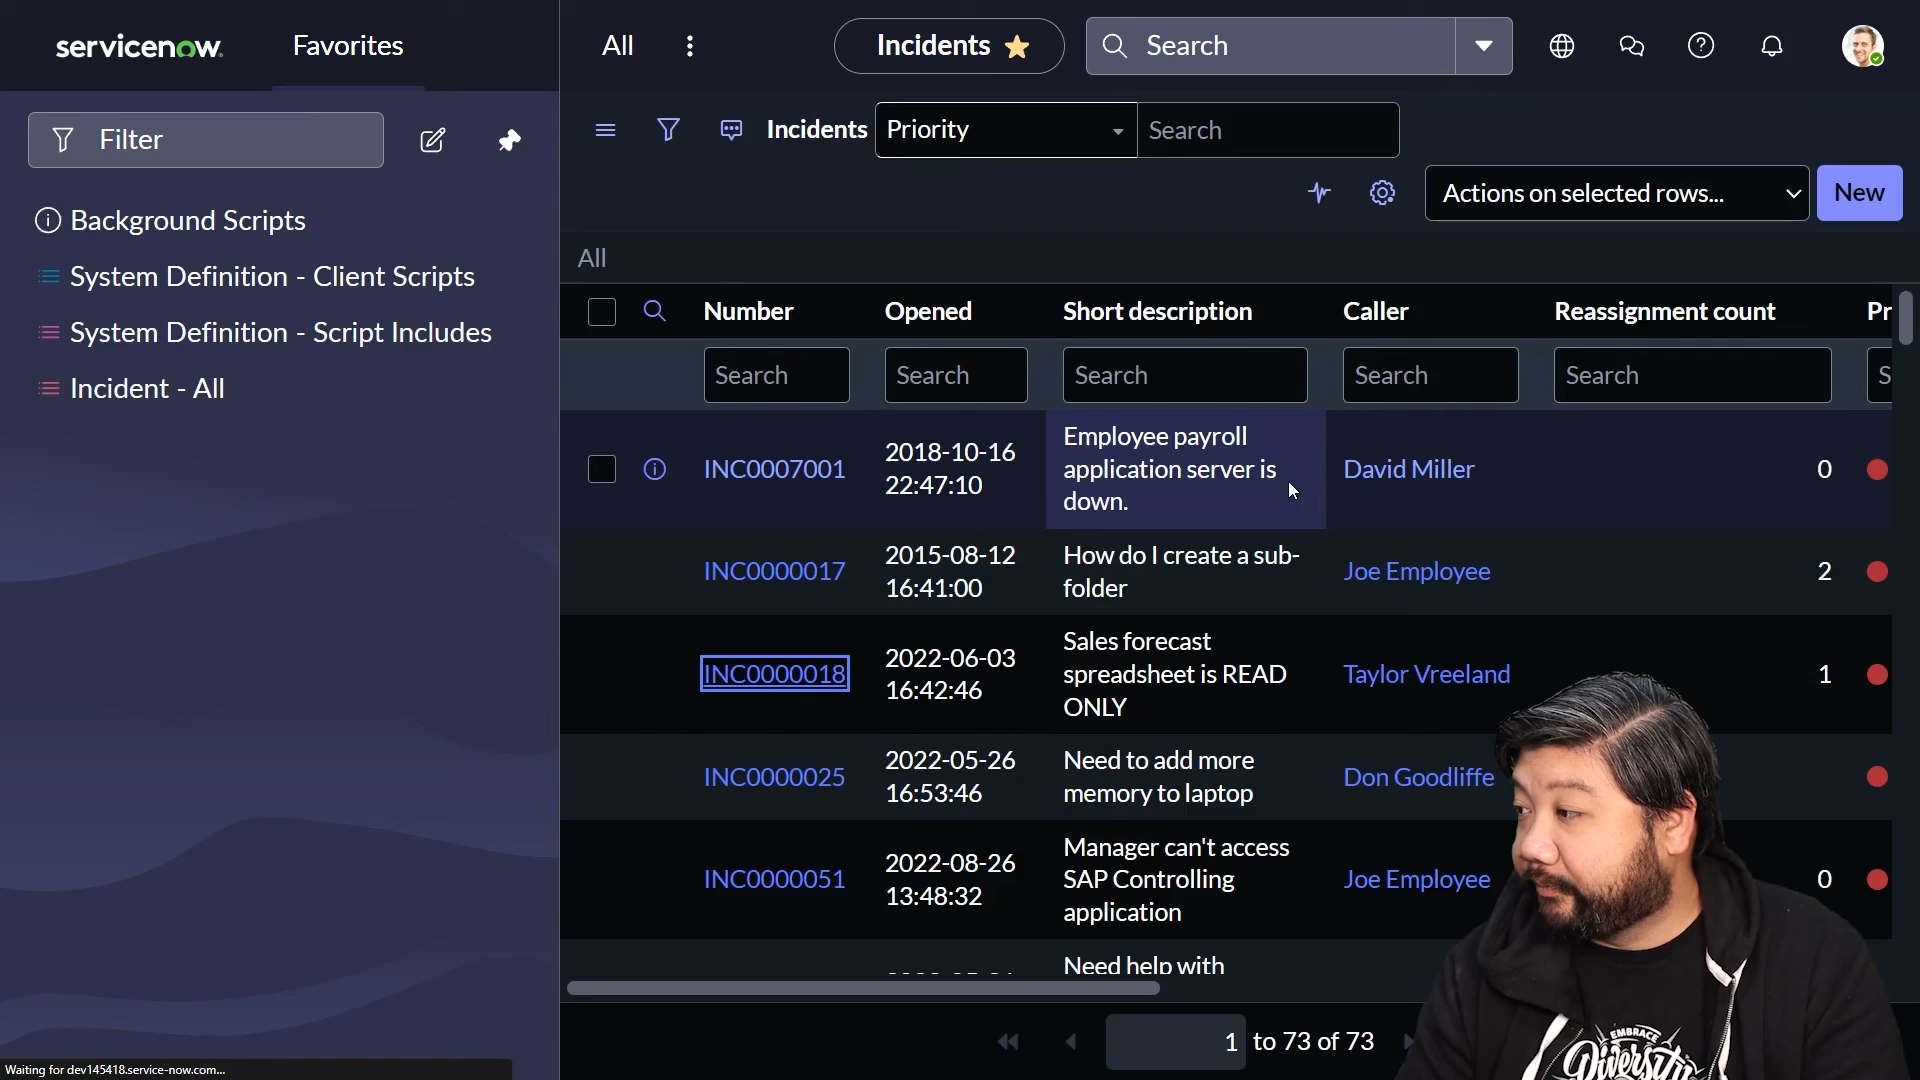 servicenow
Favorites
All
Incidents
Search
Filter
Background Scripts
System Definition - Client Scripts
System Definition - Script Includes
Incident - All
Incidents
Priority
Search
Actions on selected rows...
New
All
Number
Opened
Short description
Caller
Reassignment count
Pr
Search
Search
Search
Search
Search
S
INC0007001
2018-10-16
22:47:10
Employee payroll
application server is
down.
David Miller
0
INC0000017
2015-08-12
16:41:00
How do I create a sub-
folder
Joe Employee
2
INC0000018
2022-06-03
16:42:46
Sales forecast
spreadsheet is READ
ONLY
Taylor Vreeland
1
INC0000025
2022-05-26
16:53:46
Need to add more
memory to laptop
Don Goodliffe
INC0000051
2022-08-26
13:48:32
Manager can't access
SAP Controlling
application
Joe Employee
0
Need help with
1 to 73 of 73
EMBRACE
Diversity
Waiting for dev145418.service-now.com...